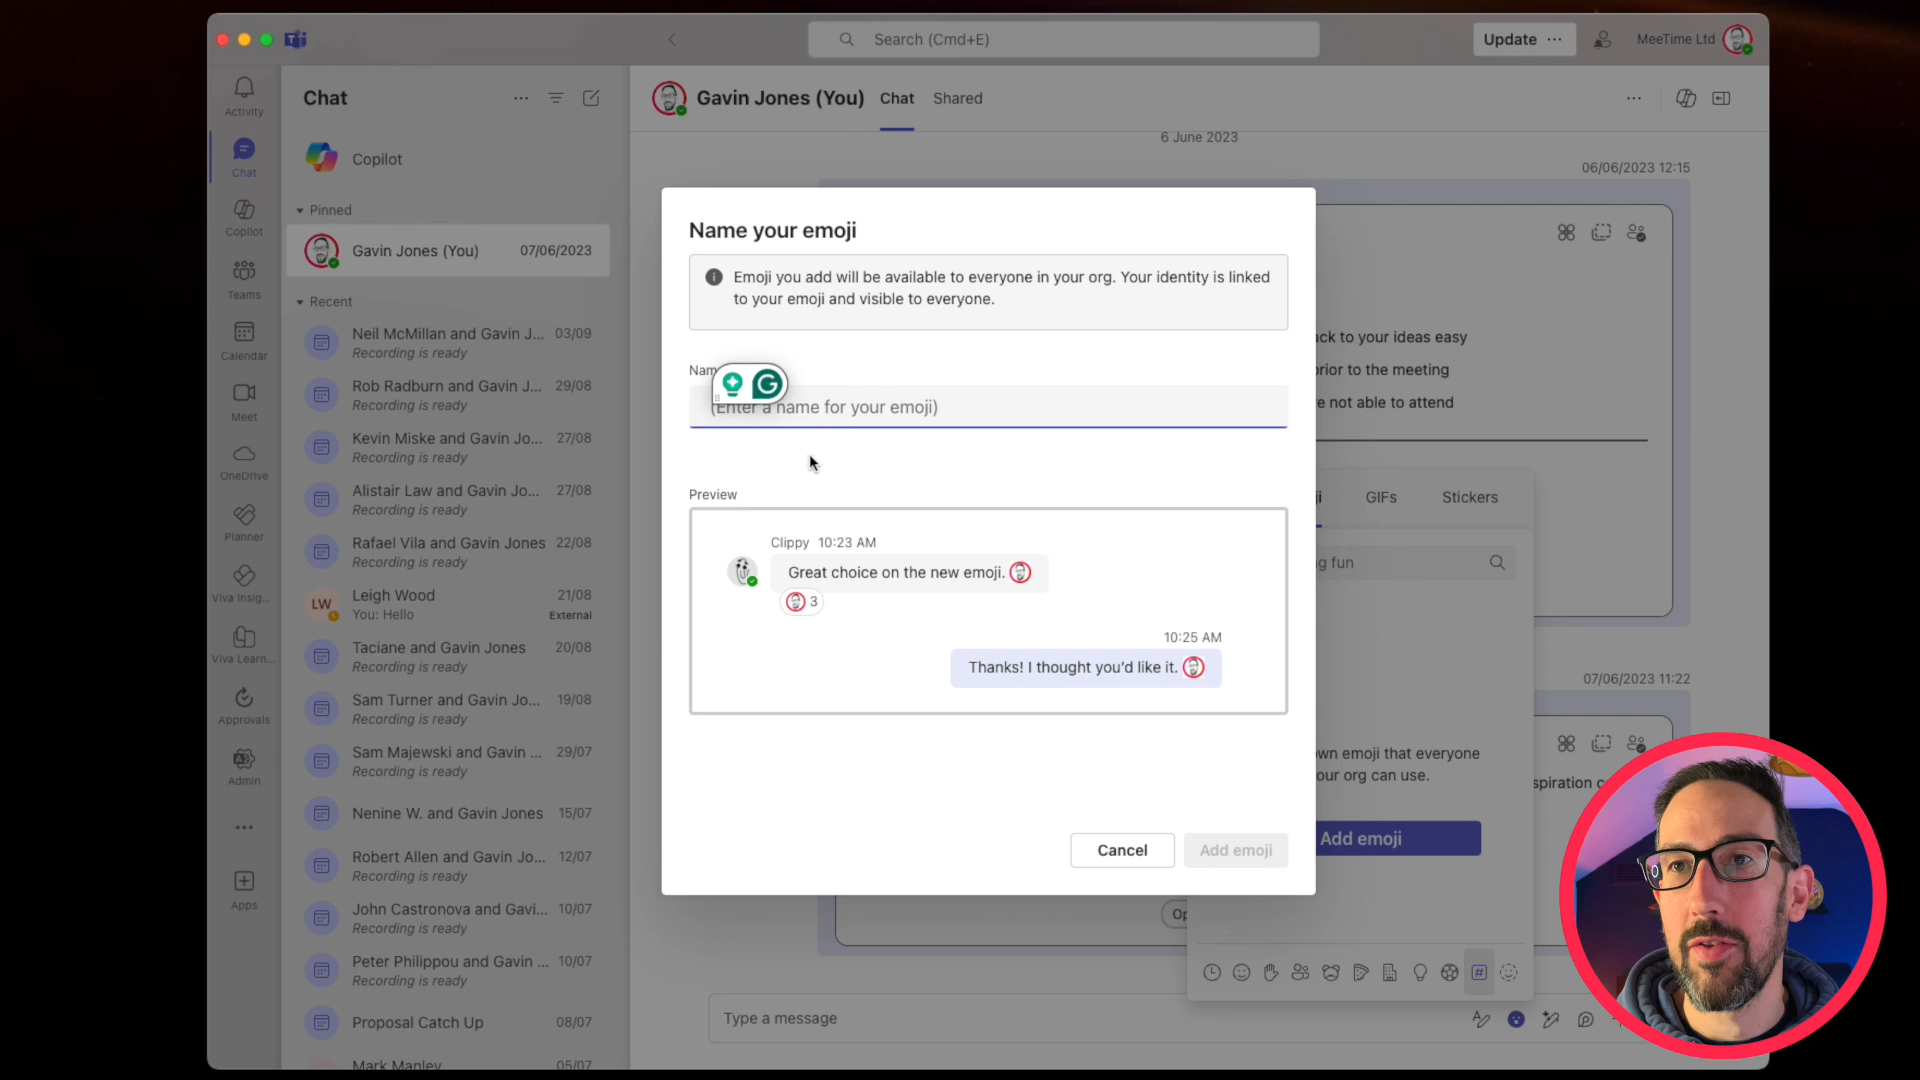 Search (Cmd+E)
Update
MeeTime Ltd
Activity
Chat
Copilot
Teams
Calendar
Meet
OneDrive
Planner
Viva Insig...
Viva Learn...
Approvals
Admin
Apps
Chat
Copilot
Pinned
Gavin Jones (You) 07/06/2023
Recent
Neil McMillan and Gavin J... 03/09
Recording is ready
Rob Radburn and Gavin J... 29/08
Recording is ready
Kevin Miske and Gavin Jo... 27/08
Recording is ready
Alistair Law and Gavin Jo... 27/08
Recording is ready
Rafael Vila and Gavin Jones 22/08
Recording is ready
LW
Leigh Wood 21/08
You: Hello External
Taciane and Gavin Jones 20/08
Recording is ready
Sam Turner and Gavin Jo... 19/08
Recording is ready
Sam Majewski and Gavin ... 29/07
Recording is ready
Nenine W. and Gavin Jones 15/07
Robert Allen and Gavin Jo... 12/07
Recording is ready
John Castronova and Gavi... 10/07
Recording is ready
Peter Philippou and Gavin ... 10/07
Recording is ready
Proposal Catch Up 08/07
Mark Manley 05/07
Gavin Jones (You) Chat Shared
6 June 2023
06/06/2023 12:15
Name your emoji
Emoji you add will be available to everyone in your org. Your identity is linked
to your emoji and visible to everyone.
(Enter a name for your emoji)
Preview
Clippy 10:23 AM
Great choice on the new emoji.
3
10:25 AM
Thanks! I thought you'd like it.
Cancel Add emoji
to your ideas easy
to the meeting
not able to attend
GIFs Stickers
fun
07/06/2023 11:22
emoji that everyone
org can use.
Add emoji
Type a message